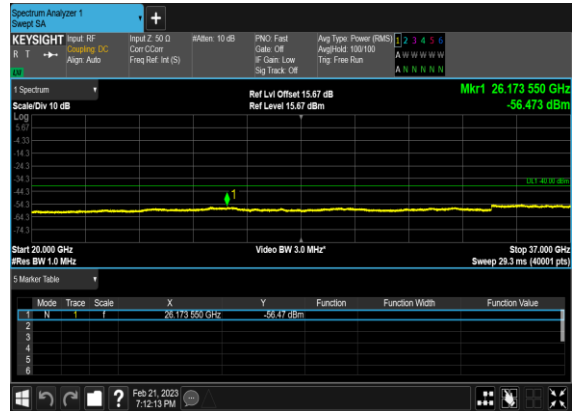 Spectrum Analyzer 1
Swept SA
+
KEYSIGHT Input: RF Input Z: 50 Ω #Atten: 10 dB PNO: Fast Avg Type: Power (RMS) 1 2 3 4 5 6
R T Coupling: DC Corr CCorr Gate: Off Avg|Hold: 100/100 A W W W W W
Align: Auto Freq Ref: Int (S) IF Gain: Low Trig: Free Run
LW Sig Track: Off A N N N N N
1 Spectrum Ref Lvl Offset 15.67 dB Mkr1 26.173 550 GHz
Scale/Div 10 dB Ref Level 15.67 dBm -56.473 dBm
Log
5.67
-4.33
-14.3
-24.3
-34.3
DL1 -40.00 dBm
-44.3
1
-54.3
-64.3
-74.3
Start 20.000 GHz Video BW 3.0 MHz* Stop 37.000 GHz
#Res BW 1.0 MHz Sweep 29.3 ms (40001 pts)
5 Marker Table
Mode Trace Scale X Y Function Function Width Function Value
1 N 1 f 26.173 550 GHz -56.47 dBm
2
3
4
5
6
? Feb 21, 2023
7:12:13 PM